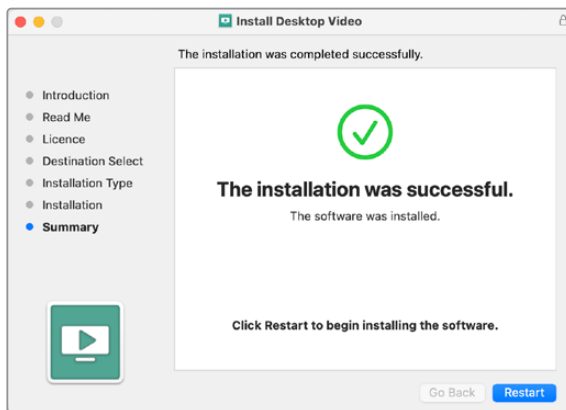 Install Desktop Video
The installation was completed successfully.
Introduction
Read Me
Licence
Destination Select
Installation Type
Installation
Summary
The installation was successful.
The software was installed.
Click Restart to begin installing the software.
Go Back
Restart